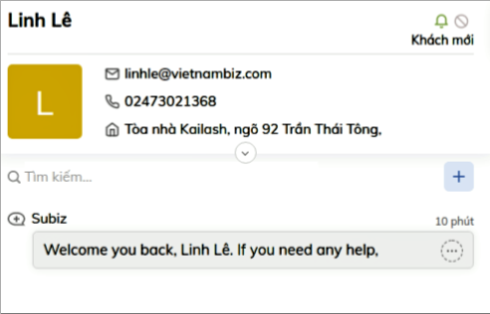 Linh Lê
Khách mới
L
linhle@vietnambiz.com
02473021368
Tòa nhà Kailash, ngõ 92 Trần Thái Tông,
Tìm kiếm...
Subiz
10 phút
Welcome you back, Linh Lê. If you need any help,